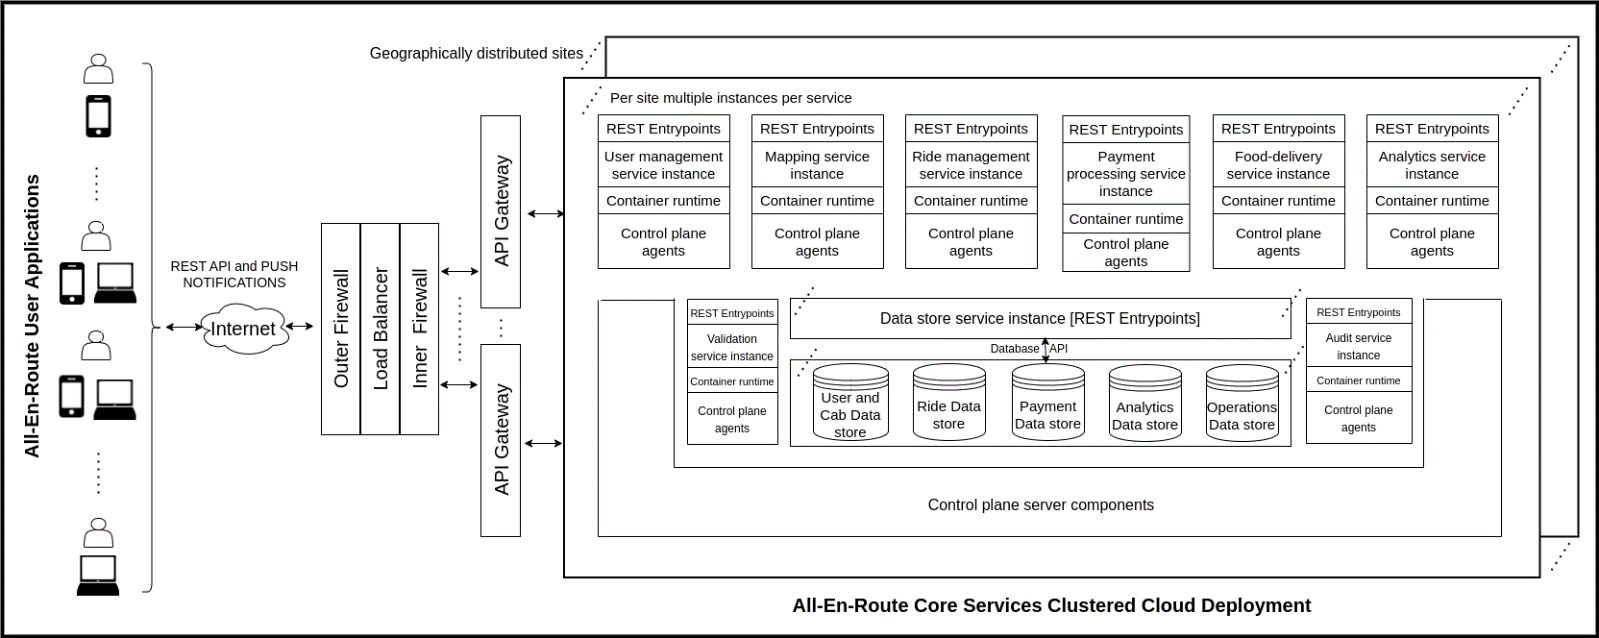 All-En-Route User Applications
REST API and PUSH
NOTIFICATIONS
Internet
Outer Firewall
Load Balancer
Inner Firewall
API Gateway
API Gateway
Geographically distributed sites
Per site multiple instances per service
REST Entrypoints
User management
service instance
Container runtime
Control plane
agents
REST Entrypoints
Mapping service
instance
Container runtime
Control plane
agents
REST Entrypoints
Ride management
service instance
Container runtime
Control plane
agents
REST Entrypoints
Payment
processing service
instance
Container runtime
Control plane
agents
REST Entrypoints
Food-delivery
service instance
Container runtime
Control plane
agents
REST Entrypoints
Analytics service
instance
Container runtime
Control plane
agents
REST Entrypoints
Validation
service instance
Container runtime
Control plane
agents
Data store service instance [REST Entrypoints]
Database API
User and
Cab Data
store
Ride Data
store
Payment
Data store
Analytics
Data store
Operations
Data store
REST Entrypoints
Audit service
instance
Container runtime
Control plane
agents
Control plane server components
All-En-Route Core Services Clustered Cloud Deployment